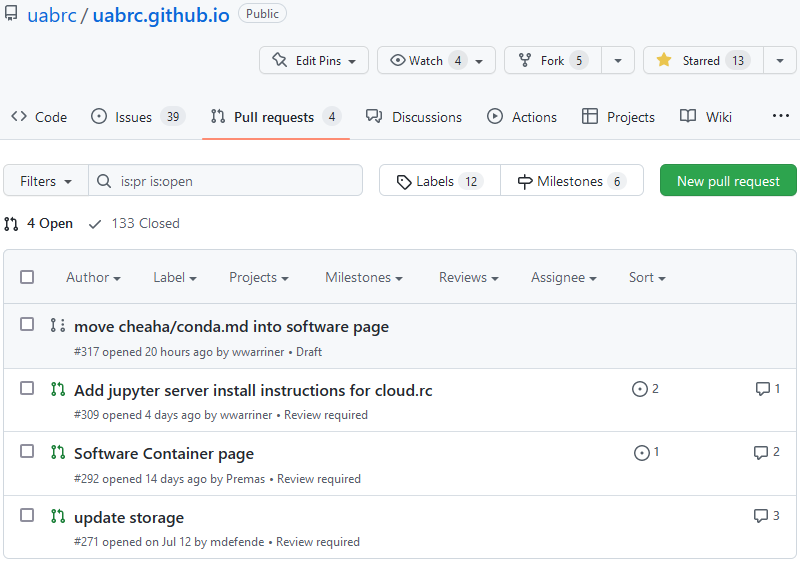 uabrc / uabrc.github.io Public
Edit Pins Watch 4 Fork 5 Starred 13
Code Issues 39 Pull requests 4 Discussions Actions Projects Wiki ...
Filters is:pr is:open Labels 12 Milestones 6 New pull request
4 Open 133 Closed
Author Label Projects Milestones Reviews Assignee Sort
move cheaha/conda.md into software page
#317 opened 20 hours ago by wwarriner • Draft
Add jupyter server install instructions for cloud.rc 2 1
#309 opened 4 days ago by wwarriner • Review required
Software Container page 1 2
#292 opened 14 days ago by Premas • Review required
update storage 3
#271 opened on Jul 12 by mdefende • Review required